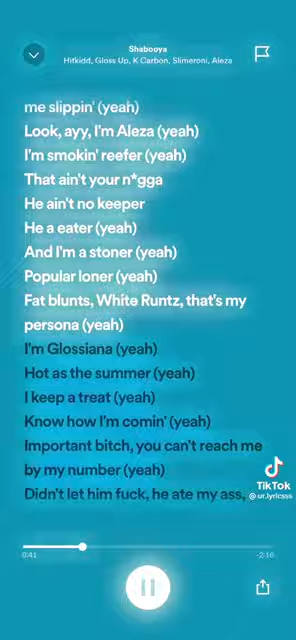 Shabooya
Hitkidd, Gloss Up, K Carbon, Slimeroni, Aleza
me slippin' (yeah)
Look, ayy, I'm Aleza (yeah)
I'm smokin' reefer (yeah)
That ain't your n*gga
He ain't no keeper
He a eater (yeah)
And I'm a stoner (yeah)
Popular loner (yeah)
Fat blunts, White Runtz, that's my
persona (yeah)
I'm Glossiana (yeah)
Hot as the summer (yeah)
I keep a treat (yeah)
Know how I'm comin' (yeah)
Important bitch, you can't reach me
by my number (yeah)
Didn't let him fuck, he ate my ass,
TikTok
@ur.lyricsss
0:41
-2:16